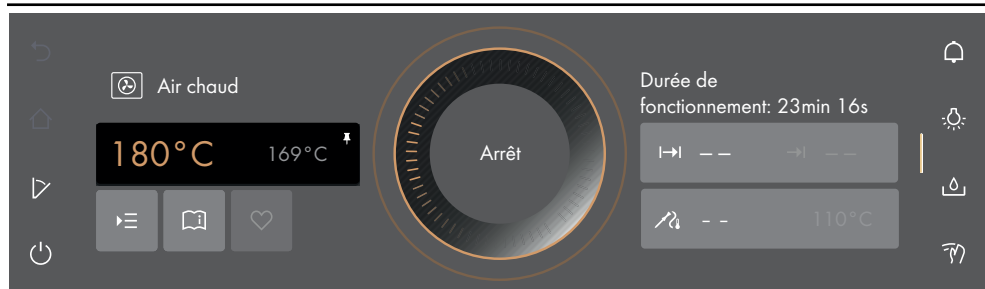 Air chaud
180°C 169°C
Arrêt
Durée de
fonctionnement: 23min 16s
-- --
-- 110°C